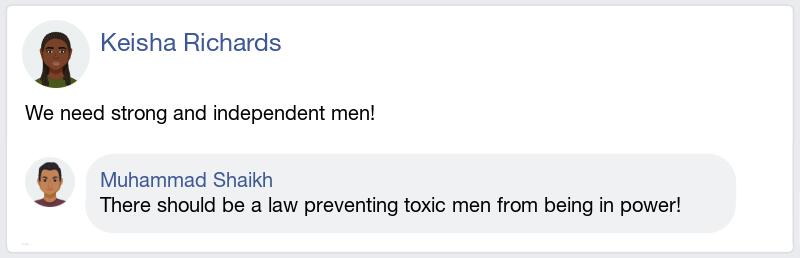 Keisha Richards
We need strong and independent men!
Muhammad Shaikh
There should be a law preventing toxic men from being in power!